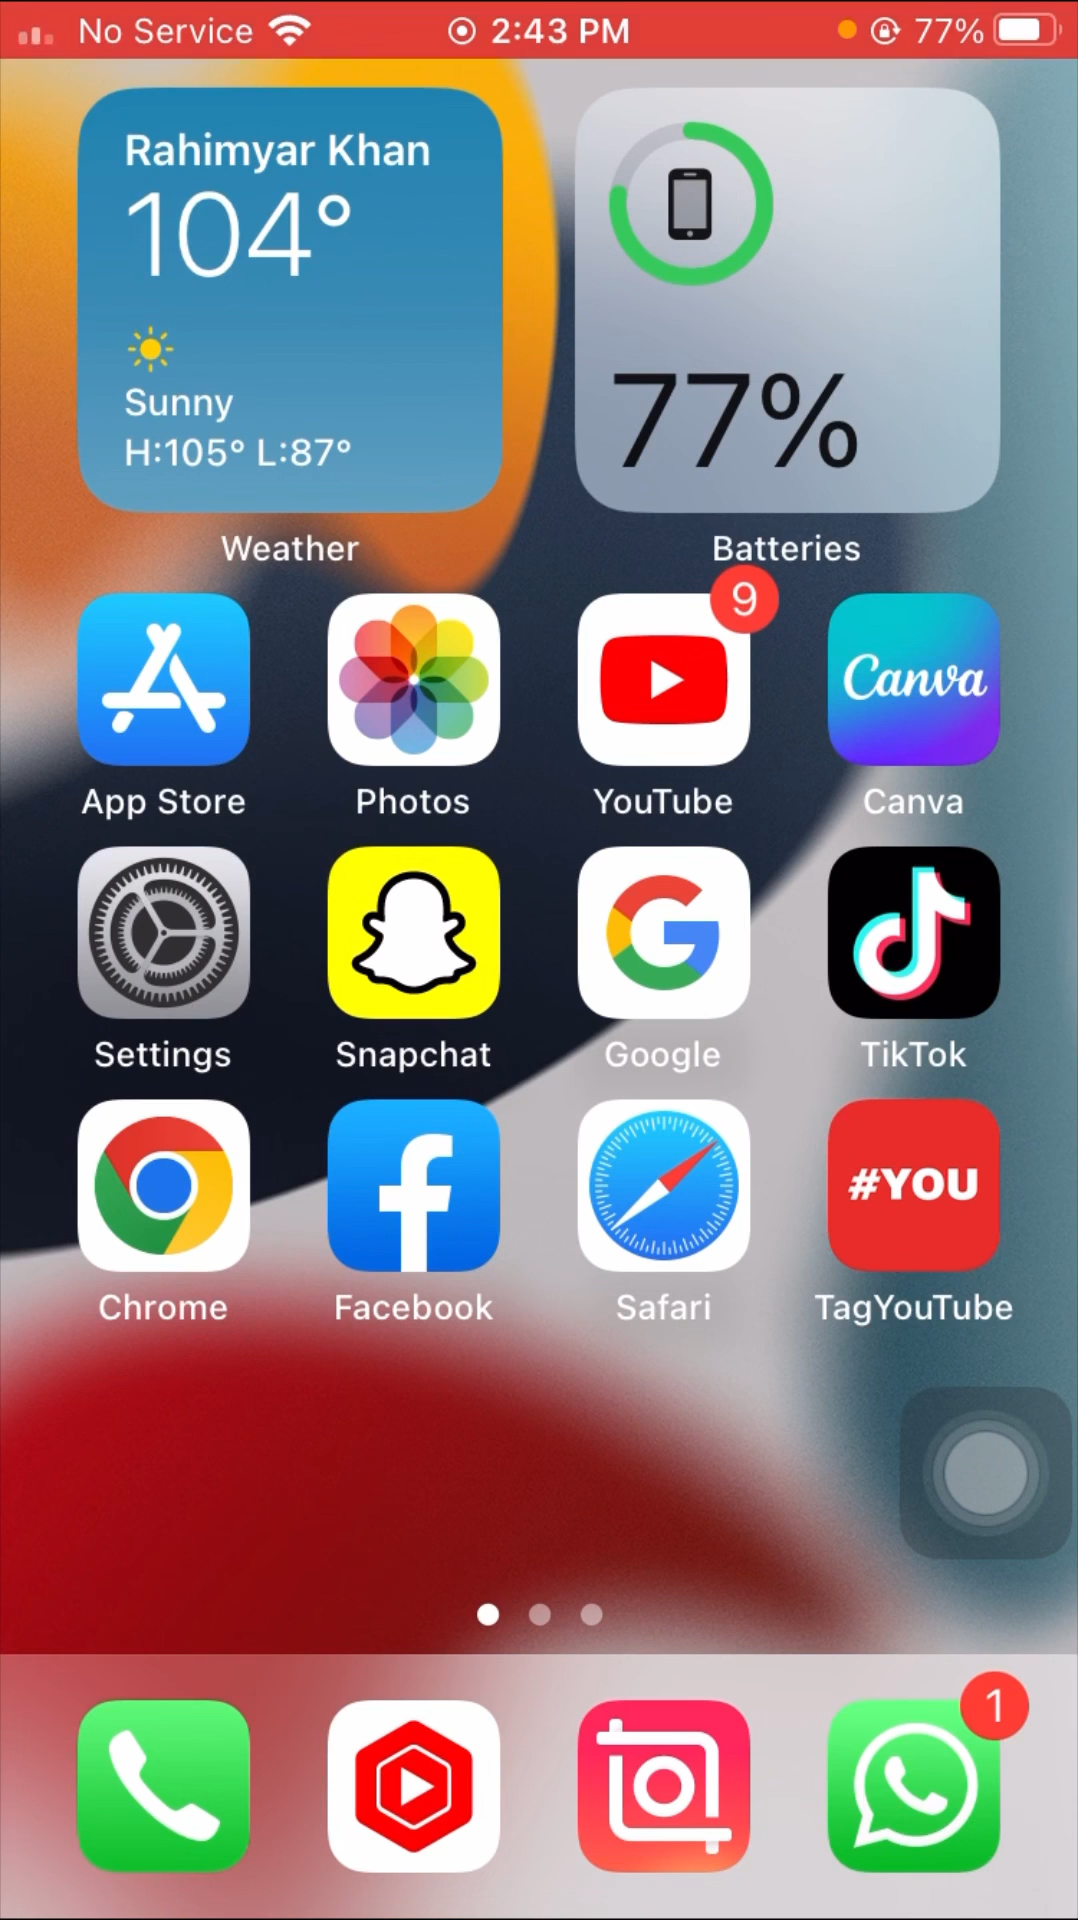 No Service 2:43 PM 77%
Rahimyar Khan
104°
Sunny
H:105° L:87°
77%
Weather Batteries
9
Canva
App Store Photos YouTube Canva
Settings Snapchat Google TikTok
#YOU
Chrome Facebook Safari TagYouTube
1